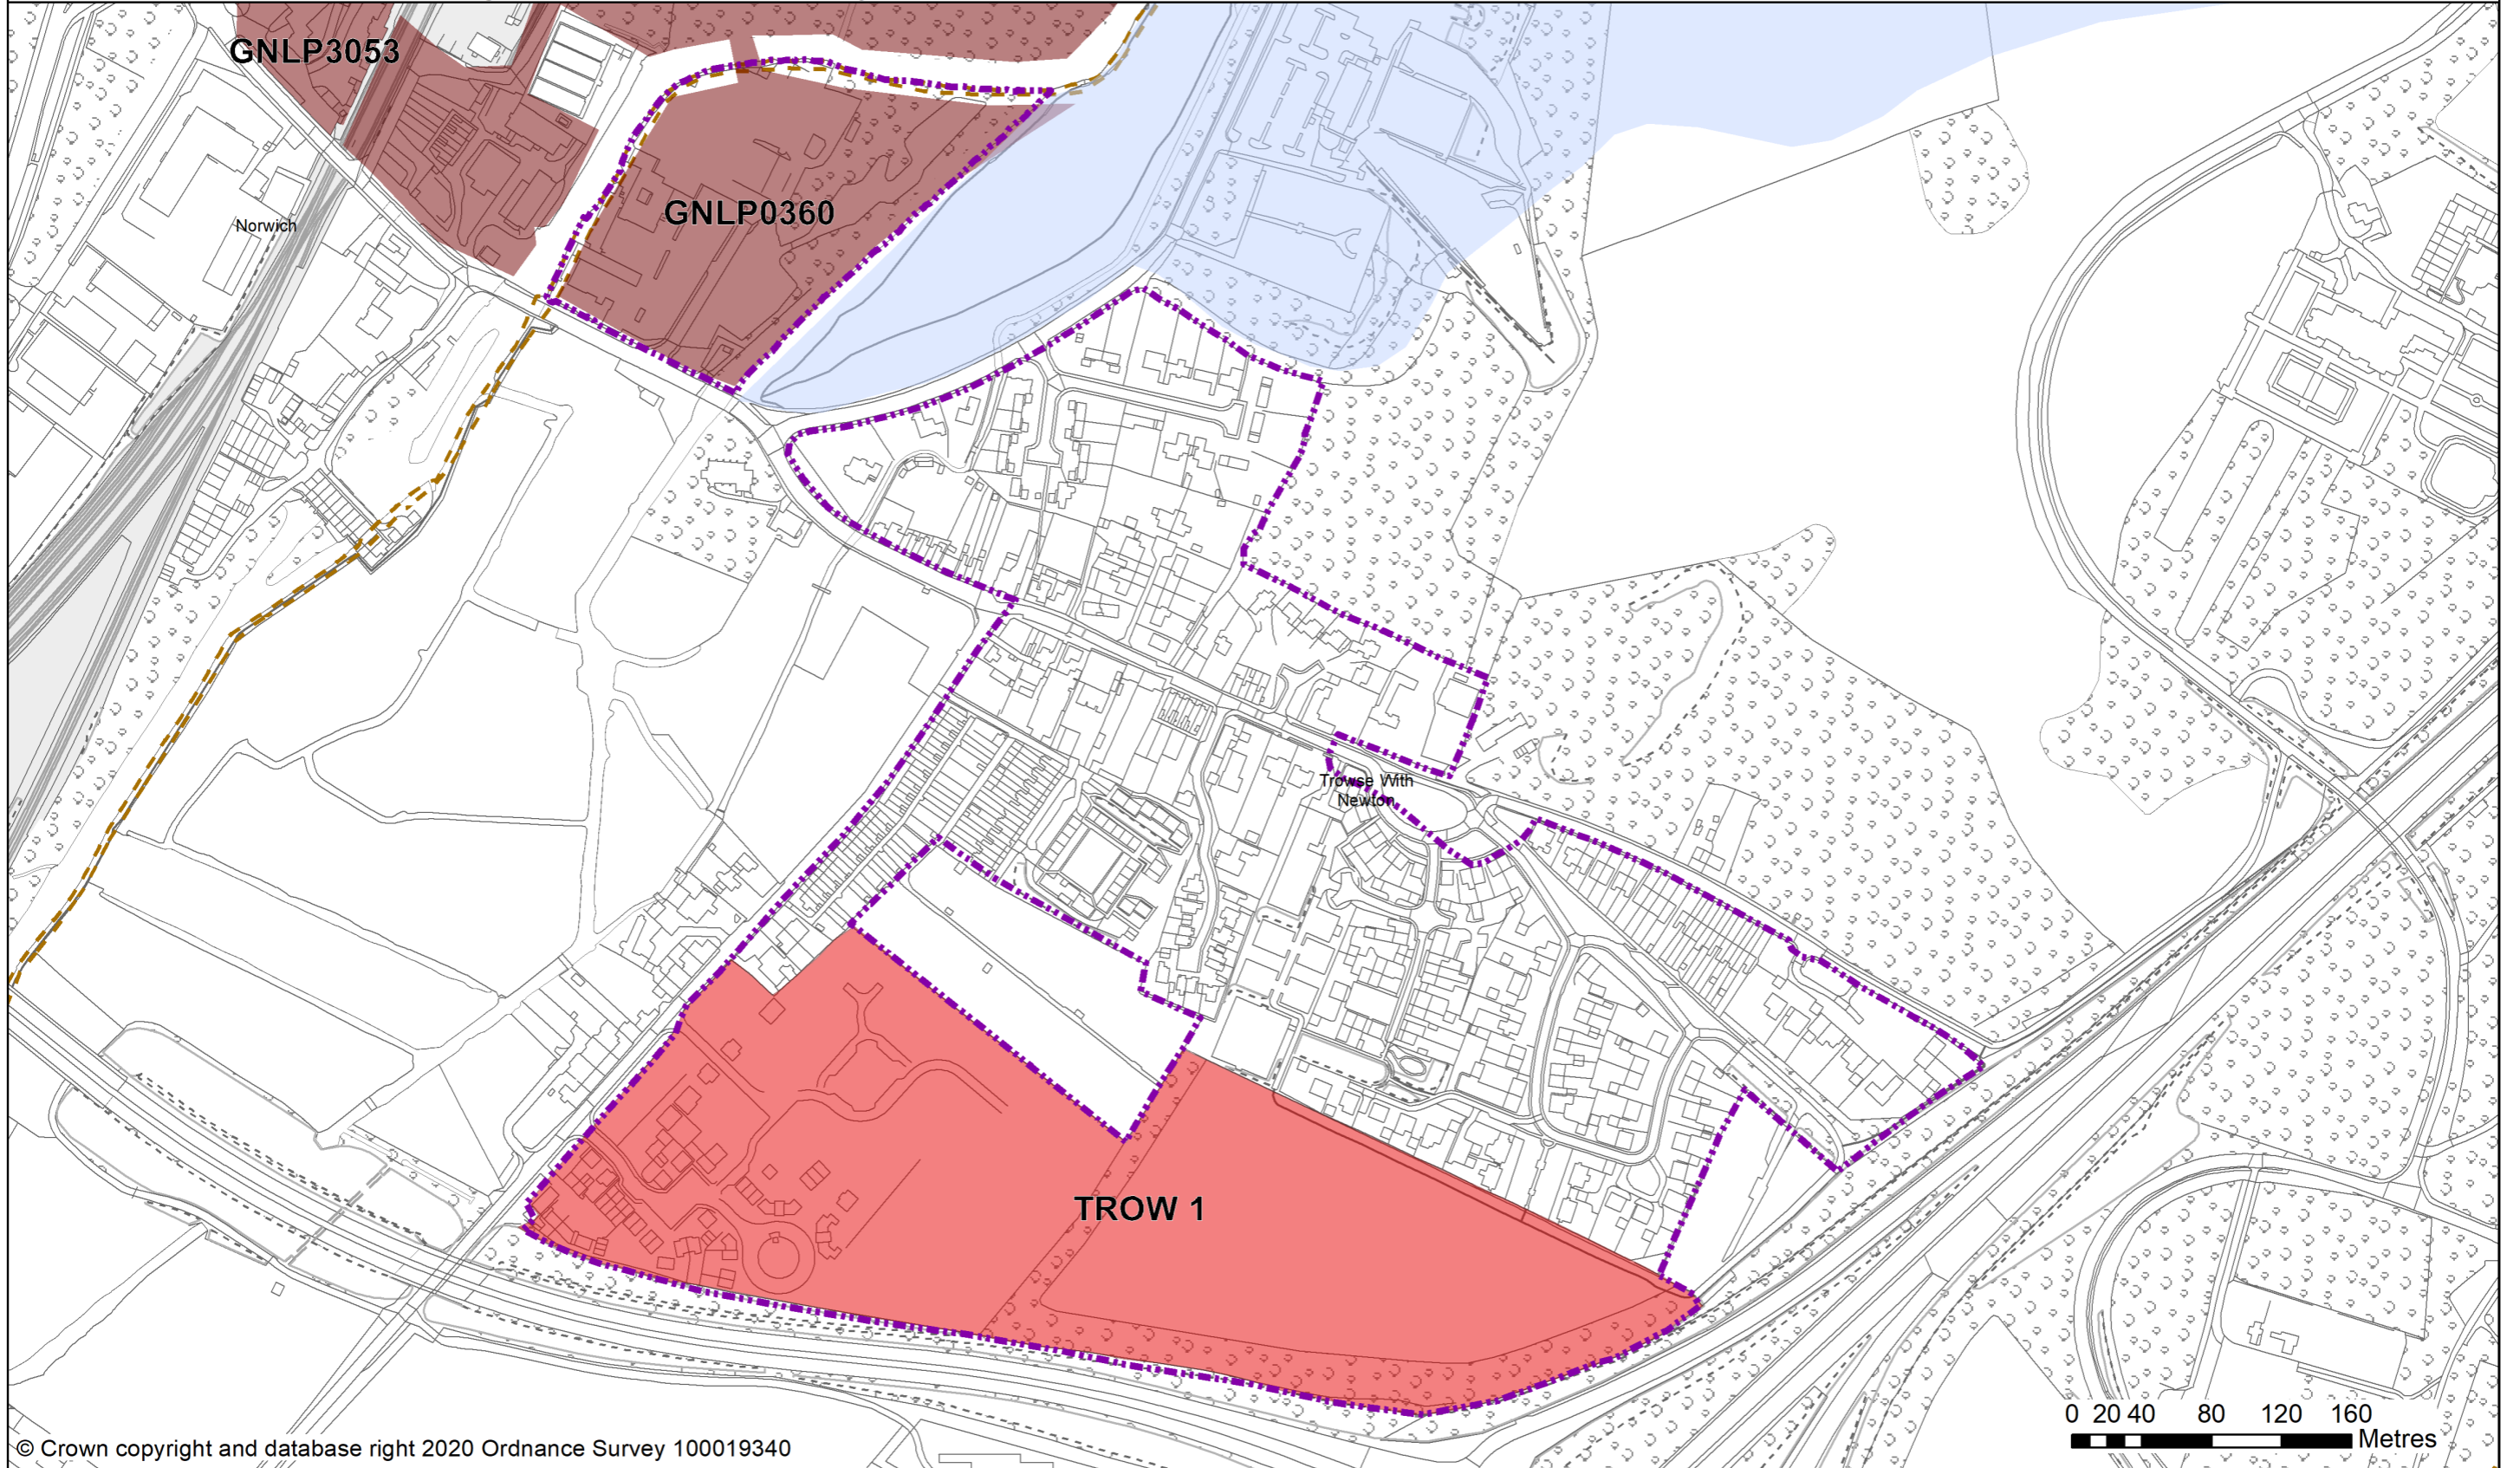 GNLP3053
GNLP0360
Norwich
Trowse With
Newton
TROW 1
0 20 40 80 120 160
Metres
© Crown copyright and database right 2020 Ordnance Survey 100019340